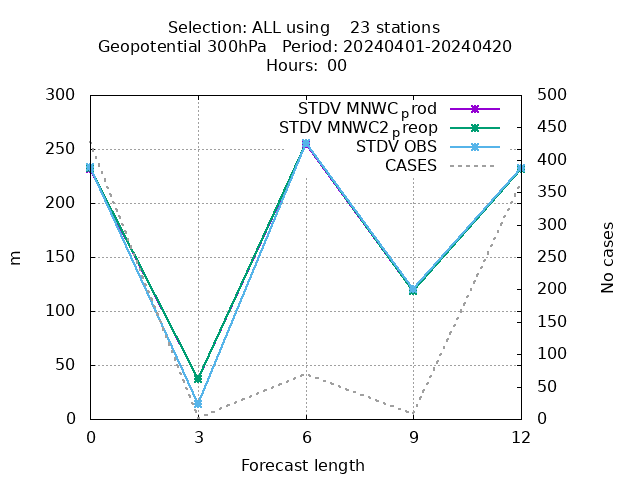 Selection: ALL using    23 stations
Geopotential 300hPa   Period: 20240401-20240420
Hours:  00
300
250
200
150
100
50
0
m
STDV MNWC_prod
STDV MNWC2_preop
STDV OBS
CASES
500
450
400
350
300
250
200
150
100
50
0
No cases
0 3 6 9 12
Forecast length